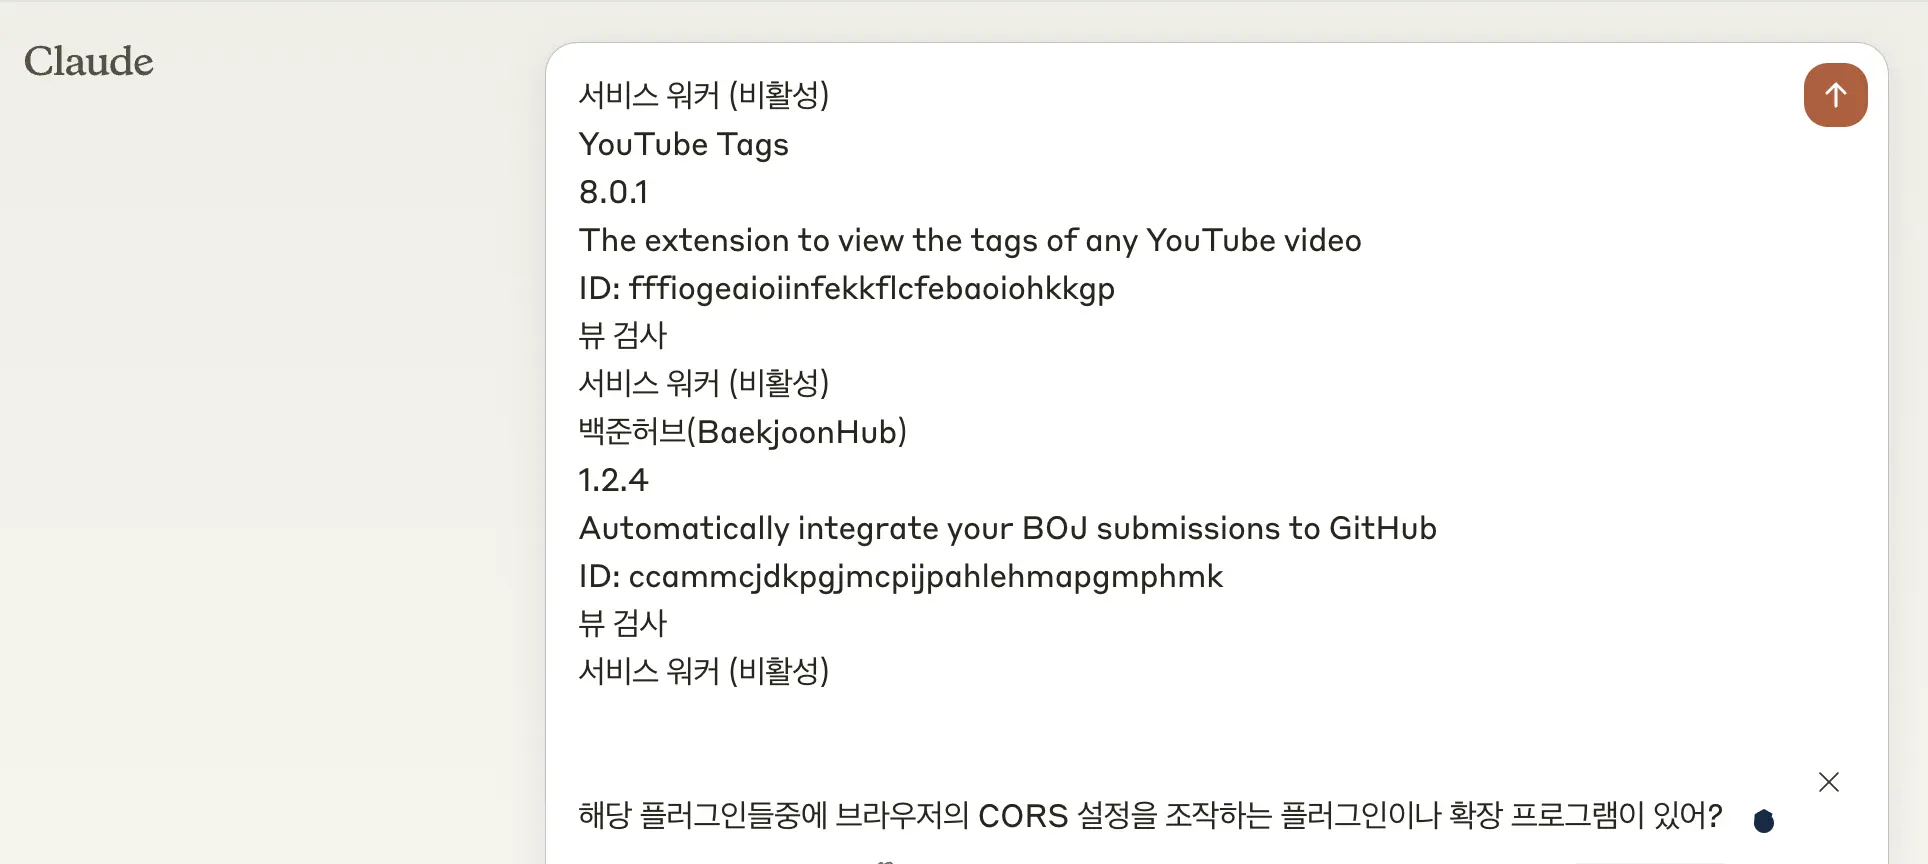 Claude
서비스 워커 (비활성)
YouTube Tags
8.0.1
The extension to view the tags of any YouTube video
ID: fffiogeaioiinfekkflcfebaoiohkkgp
뷰 검사
서비스 워커 (비활성)
백준허브(BaekjoonHub)
1.2.4
Automatically integrate your BOJ submissions to GitHub
ID: ccammcjdkpgjmcpijpahlehmapgmphmk
뷰 검사
서비스 워커 (비활성)
해당 플러그인들중에 브라우저의 CORS 설정을 조작하는 플러그인이나 확장 프로그램이 있어?